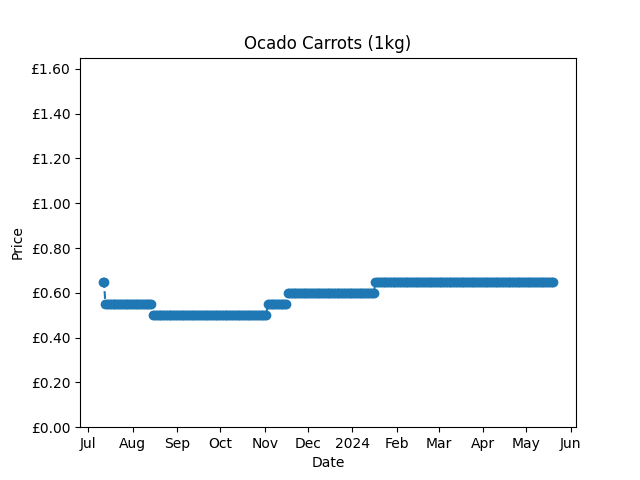 Ocado Carrots (1kg)
£1.60
£1.40
£1.20
£1.00
£0.80
£0.60
£0.40
£0.20
£0.00
Price
Jul Aug Sep Oct Nov Dec 2024 Feb Mar Apr May Jun
Date